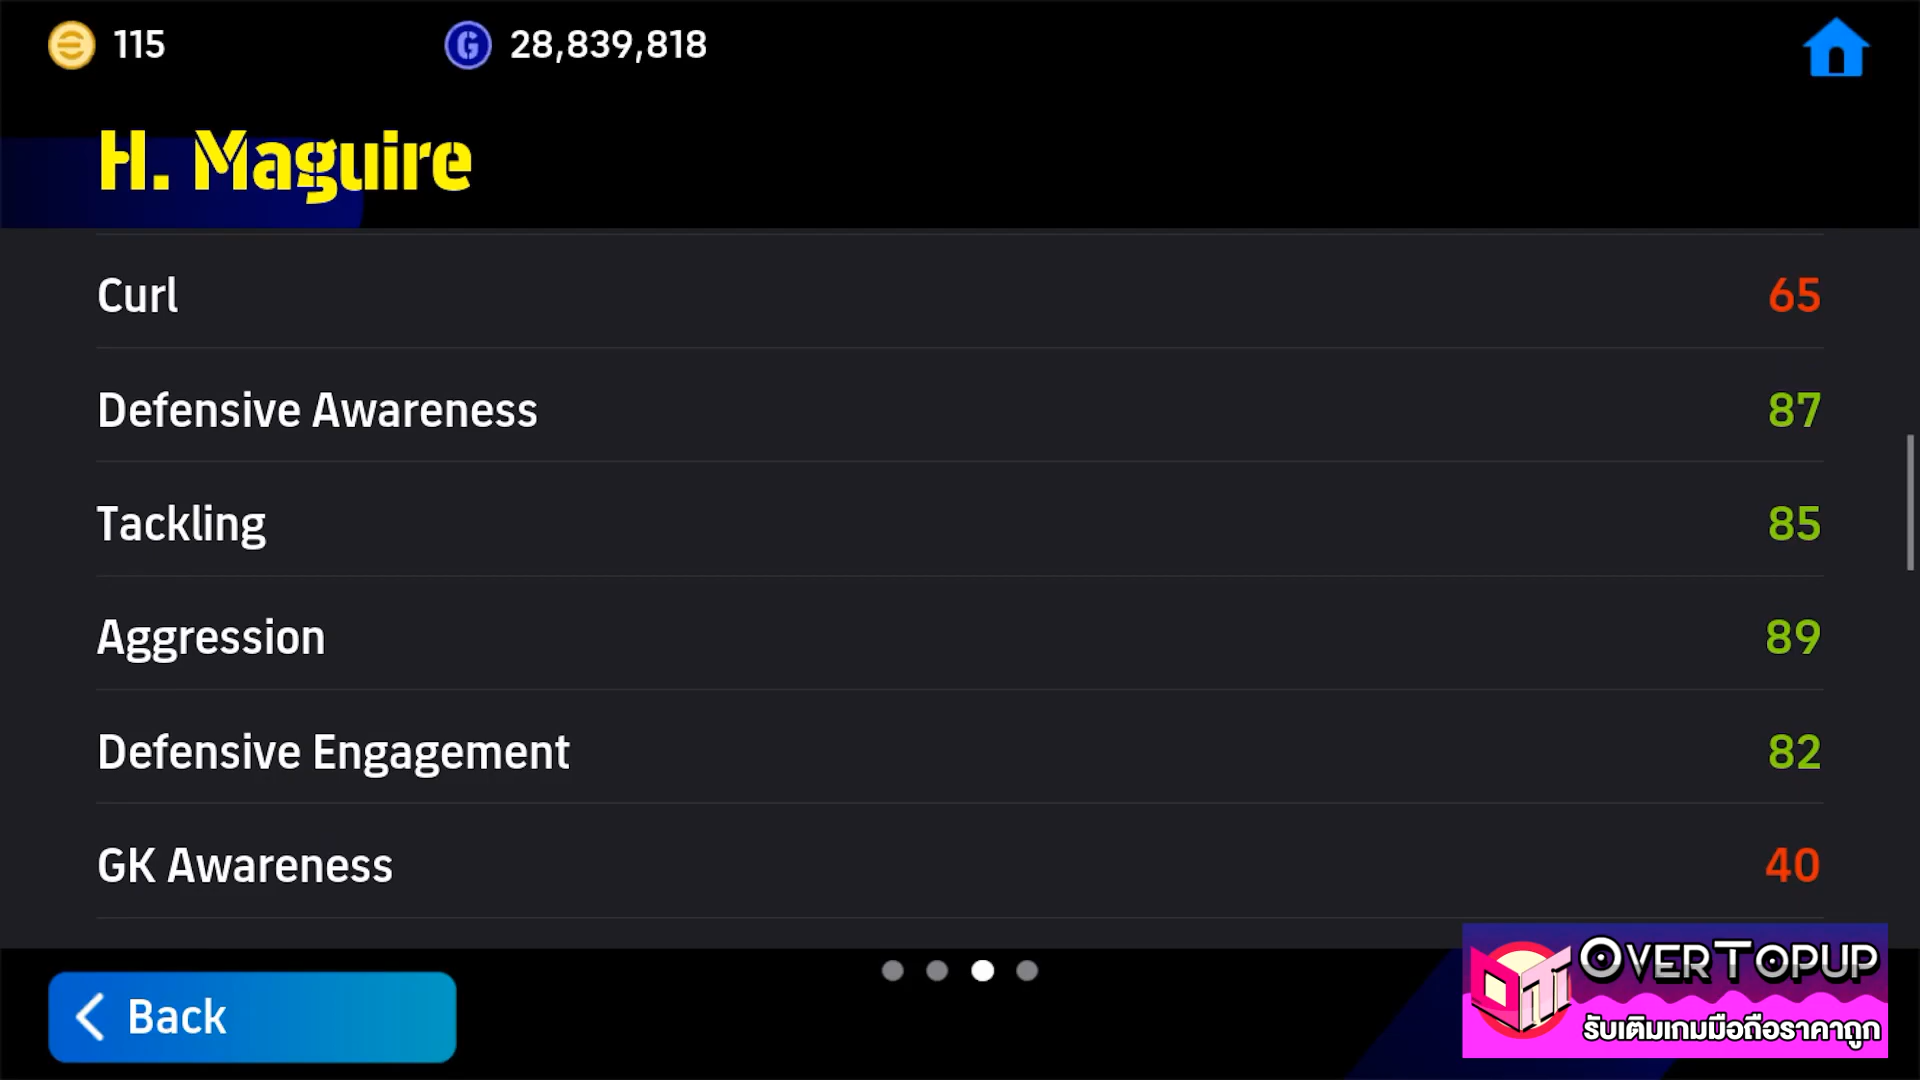 115
28,839,818
H. Maguire
Curl 65
Defensive Awareness 87
Tackling 85
Aggression 89
Defensive Engagement 82
GK Awareness 40
Back
OVERTOPUP
รับเติมเกมมือถือราคาถูก